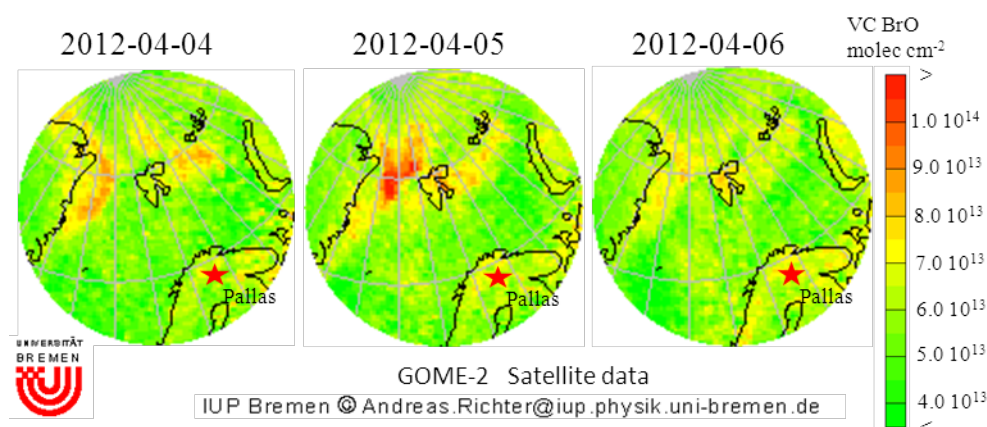 2012-04-04
2012-04-05
2012-04-06
VC BrO
molec cm⁻²
>
1.0 10¹⁴
9.0 10¹³
8.0 10¹³
7.0 10¹³
6.0 10¹³
5.0 10¹³
4.0 10¹³
<
Pallas
Pallas
Pallas
UNIVERSITÄT
BREMEN
GOME-2 Satellite data
IUP Bremen © Andreas.Richter@iup.physik.uni-bremen.de